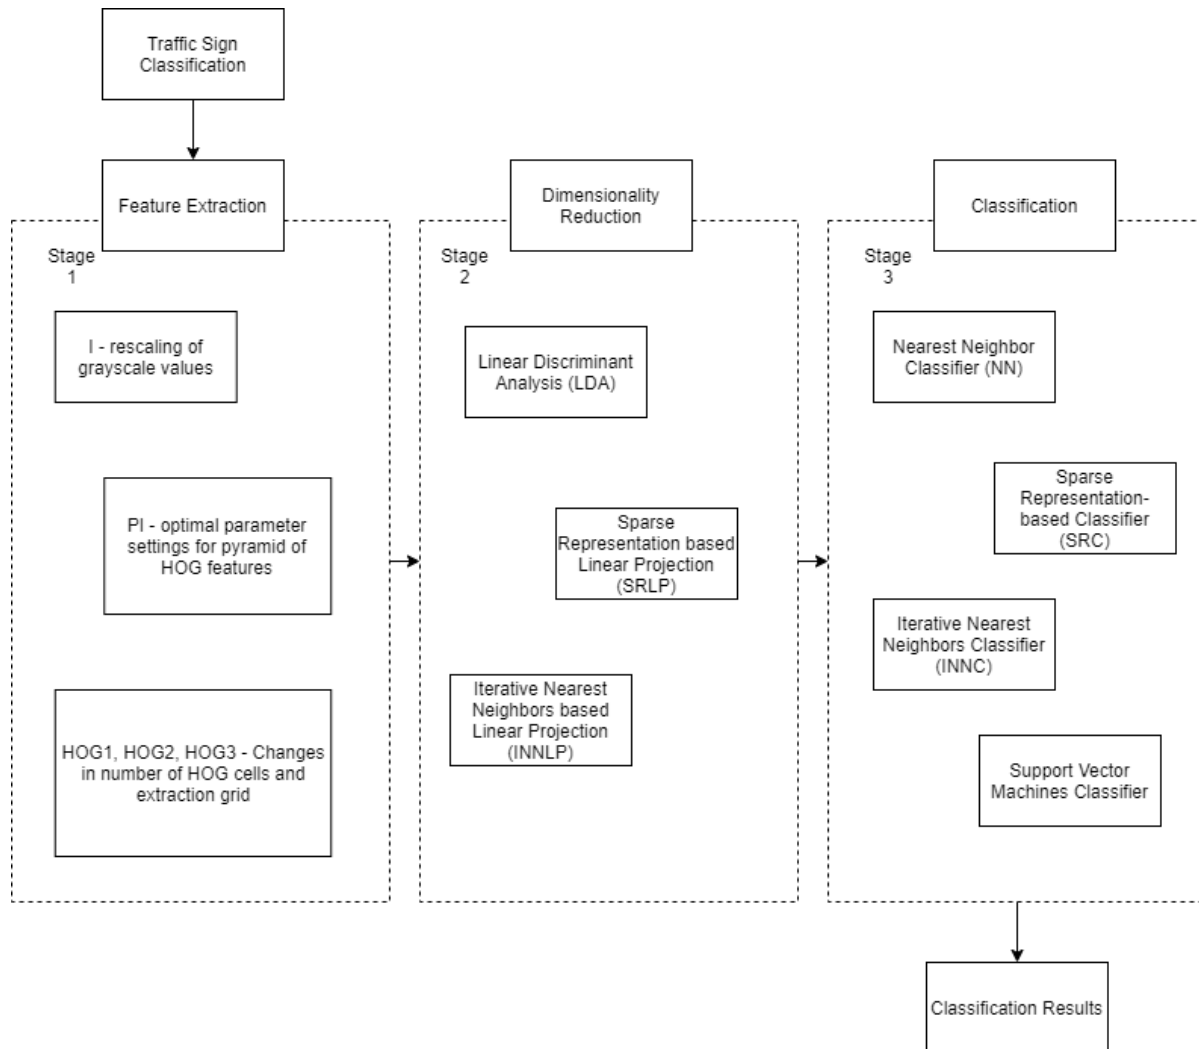 Traffic Sign
Classification
Feature Extraction
Stage
1
I - rescaling of
grayscale values
PI - optimal parameter
settings for pyramid of
HOG features
HOG1, HOG2, HOG3 - Changes
in number of HOG cells and
extraction grid
Dimensionality
Reduction
Stage
2
Linear Discriminant
Analysis (LDA)
Sparse
Representation based
Linear Projection
(SRLP)
Iterative Nearest
Neighbors based
Linear Projection
(INNLP)
Classification
Stage
3
Nearest Neighbor
Classifier (NN)
Sparse
Representation-
based Classifier
(SRC)
Iterative Nearest
Neighbors Classifier
(INNC)
Support Vector
Machines Classifier
Classification Results